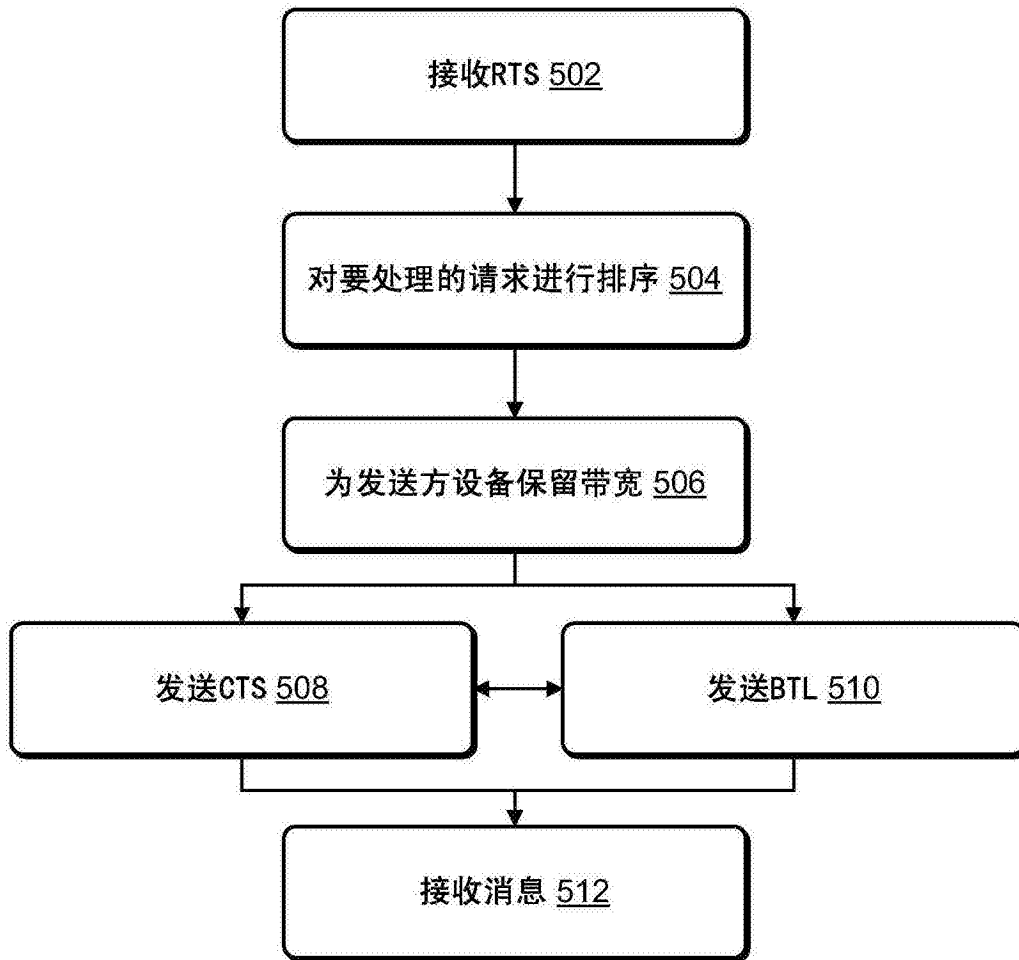 接收RTS 502
对要处理的请求进行排序 504
为发送方设备保留带宽 506
发送CTS 508
发送BTL 510
接收消息 512